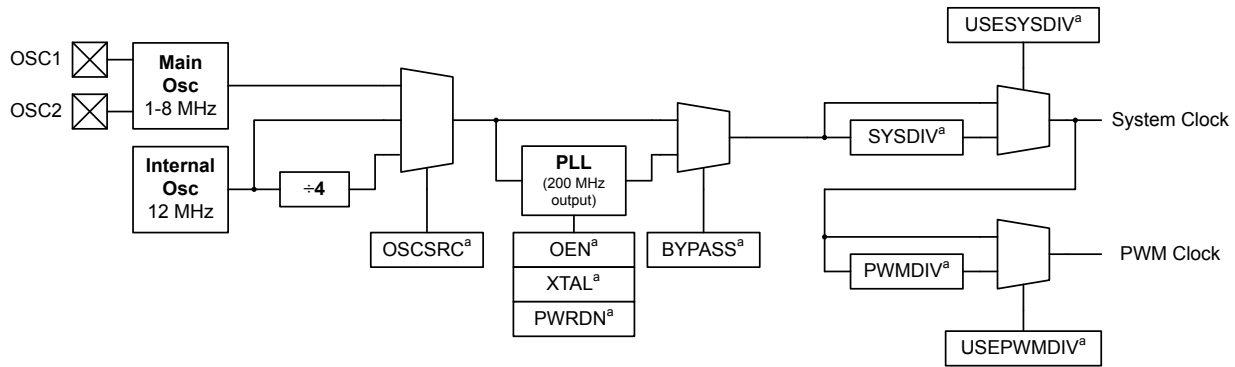 USESYSDIVᵃ
OSC1
OSC2
Main
Osc
1-8 MHz
Internal
Osc
12 MHz
÷4
OSCSRCᵃ
PLL
(200 MHz
output)
OENᵃ
XTALᵃ
PWRDNᵃ
BYPASSᵃ
SYSDIVᵃ
System Clock
PWMDIVᵃ
PWM Clock
USEPWMDIVᵃ